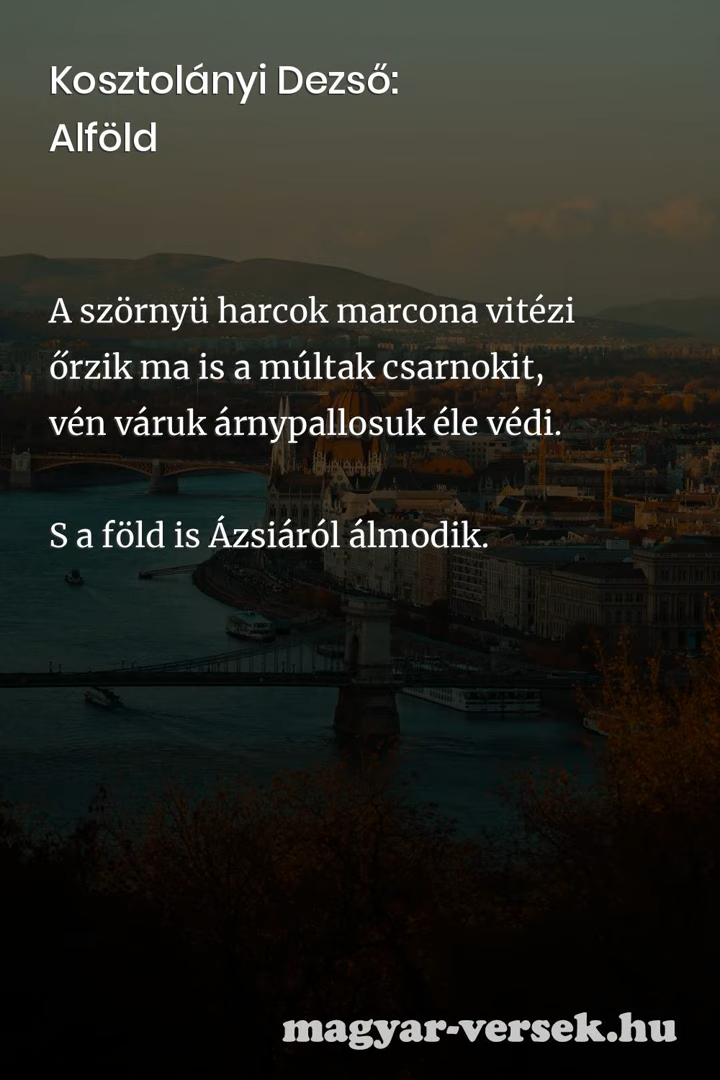 Kosztolányi Dezső:
Alföld
A szörnyü harcok marcona vitézi
őrzik ma is a múltak csarnokit,
vén váruk árnypallosuk éle védi.
S a föld is Ázsiáról álmodik.
magyar-versek.hu